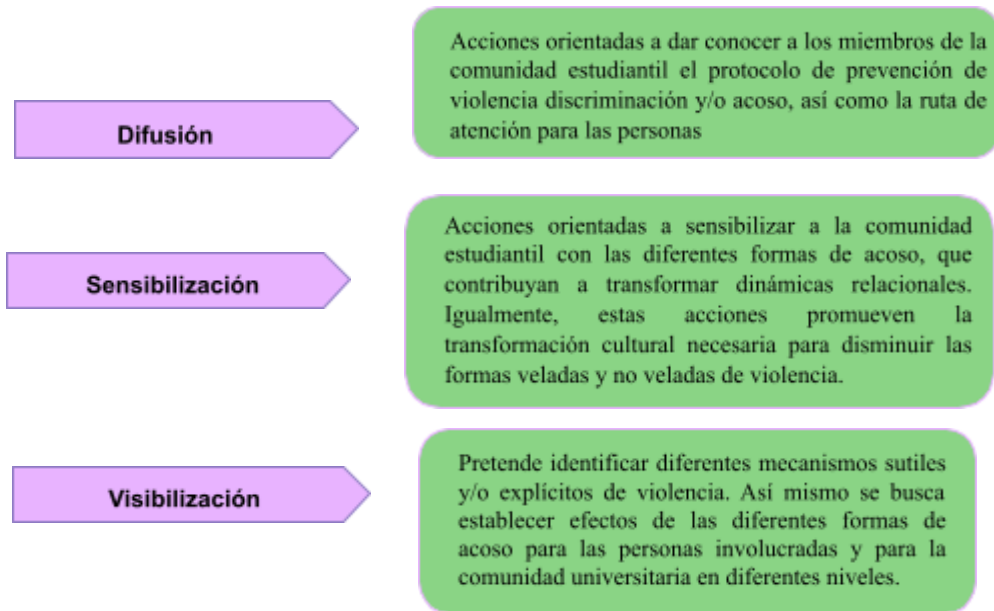 Difusión
Acciones orientadas a dar conocer a los miembros de la
comunidad estudiantil el protocolo de prevención de
violencia discriminación y/o acoso, así como la ruta de
atención para las personas
Sensibilización
Acciones orientadas a sensibilizar a la comunidad
estudiantil con las diferentes formas de acoso, que
contribuyan a transformar dinámicas relacionales.
Igualmente, estas acciones promueven la
transformación cultural necesaria para disminuir las
formas veladas y no veladas de violencia.
Visibilización
Pretende identificar diferentes mecanismos sutiles
y/o explícitos de violencia. Así mismo se busca
establecer efectos de las diferentes formas de
acoso para las personas involucradas y para la
comunidad universitaria en diferentes niveles.